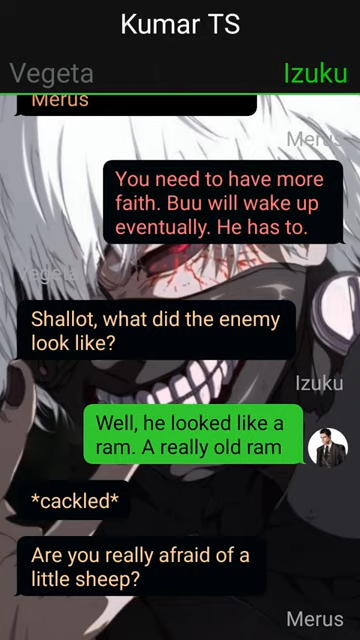 Kumar TS
Vegeta
Izuku
Merus
Merus
You need to have more
faith. Buu will wake up
eventually. He has to.
Vegeta
Shallot, what did the enemy
look like?
Izuku
Well, he looked like a
ram. A really old ram
*cackled*
Are you really afraid of a
little sheep?
Merus